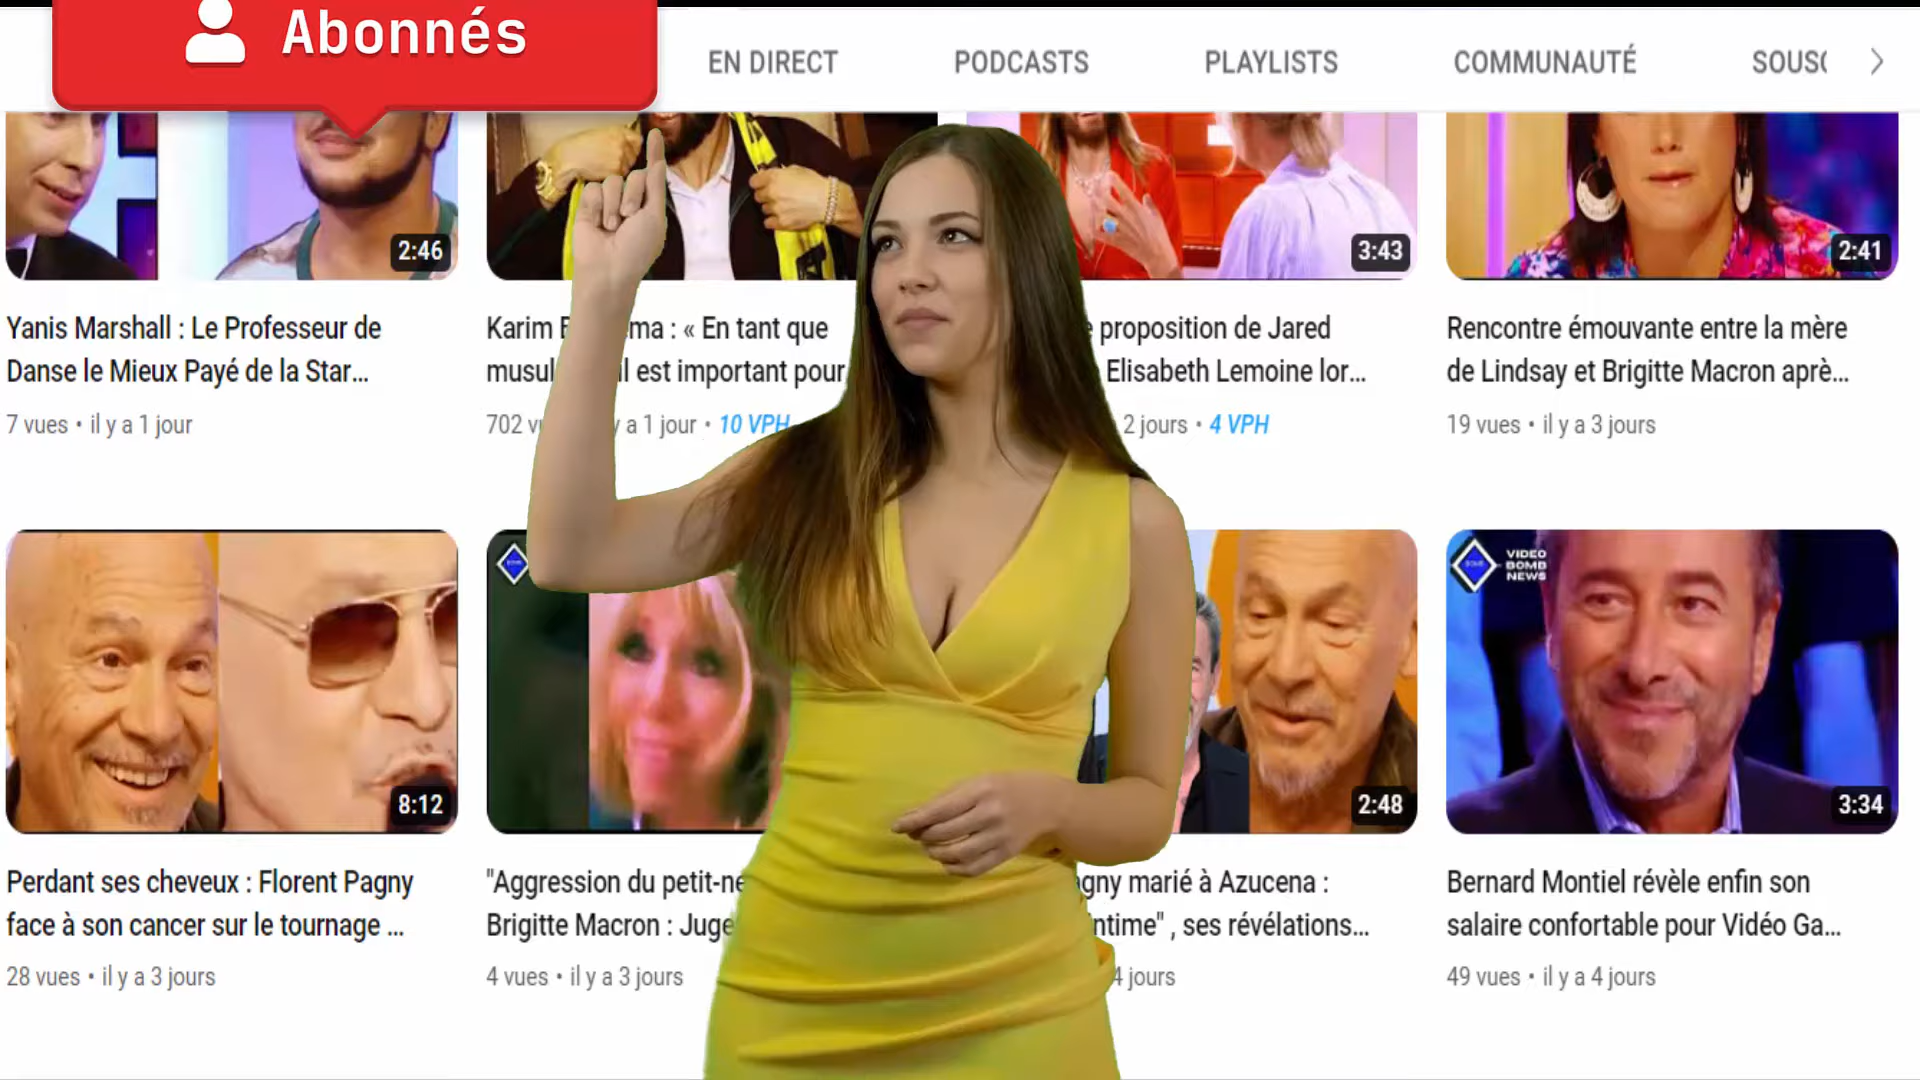 Abonnés
EN DIRECT
PODCASTS
PLAYLISTS
COMMUNAUTÉ
2:46
3:43
2:41
Yanis Marshall : Le Professeur de
Danse le Mieux Payé de la Star...
7 vues • il y a 1 jour
Karim : « En tant que
il est important pour
702 a 1 jour • 10 VPH
proposition de Jared
Elisabeth Lemoine lor...
2 jours • 4 VPH
Rencontre émouvante entre la mère
de Lindsay et Brigitte Macron aprè...
19 vues • il y a 3 jours
8:12
2:48
VIDEO
BOMB
NEWS
3:34
Perdant ses cheveux : Florent Pagny
face à son cancer sur le tournage ...
28 vues • il y a 3 jours
"Aggression du
Brigitte Macron :
4 vues • il y a 3 jours
marié à Azucena :
ses révélations...
4 jours
Bernard Montiel révèle enfin son
salaire confortable pour Vidéo Ga...
49 vues • il y a 4 jours